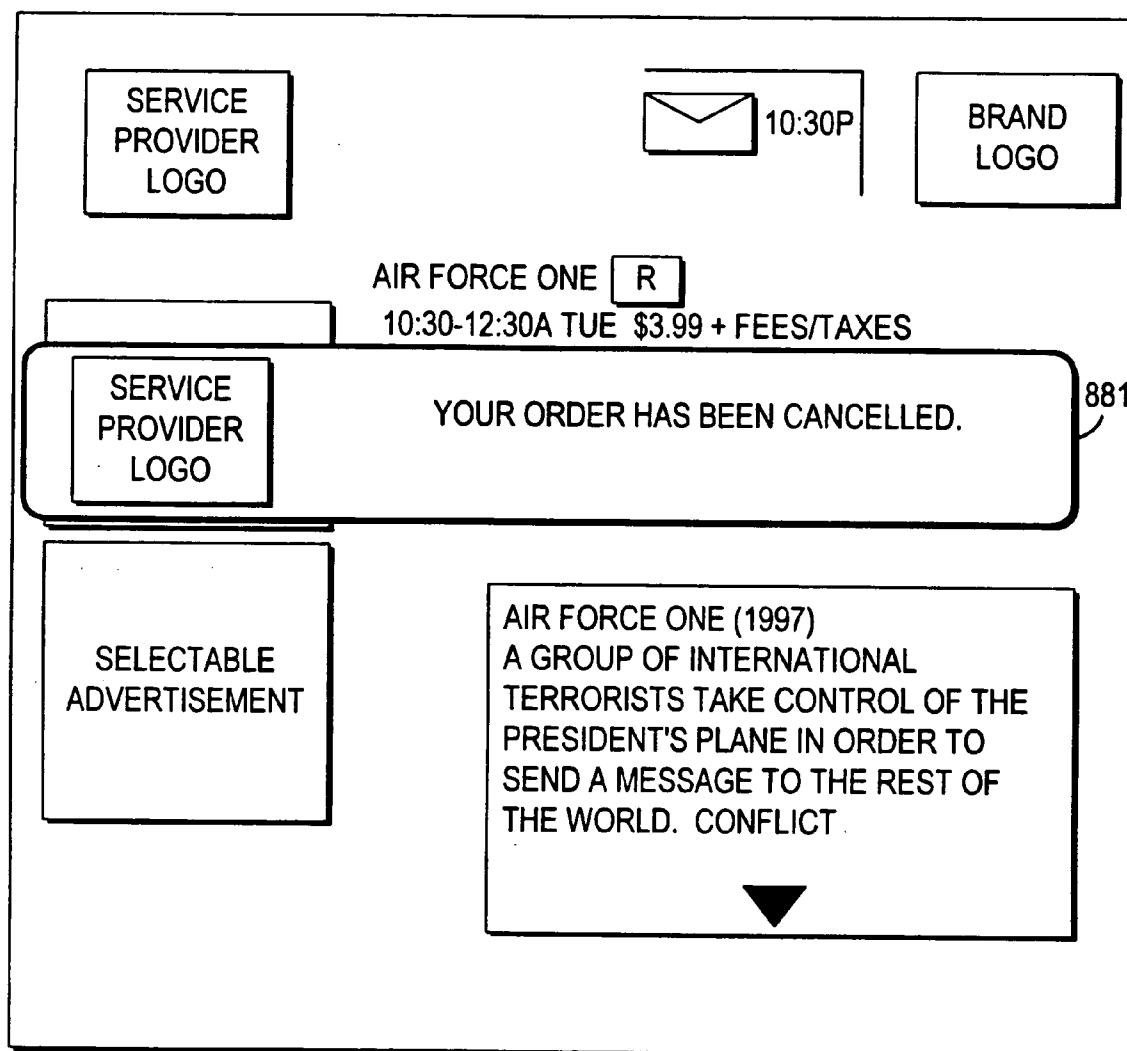 SERVICE
PROVIDER
LOGO
10:30P
BRAND
LOGO
AIR FORCE ONE R
10:30-12:30A TUE $3.99 + FEES/TAXES
SERVICE
PROVIDER
LOGO
YOUR ORDER HAS BEEN CANCELLED.
881
SELECTABLE
ADVERTISEMENT
AIR FORCE ONE (1997)
A GROUP OF INTERNATIONAL
TERRORISTS TAKE CONTROL OF THE
PRESIDENT'S PLANE IN ORDER TO
SEND A MESSAGE TO THE REST OF
THE WORLD. CONFLICT